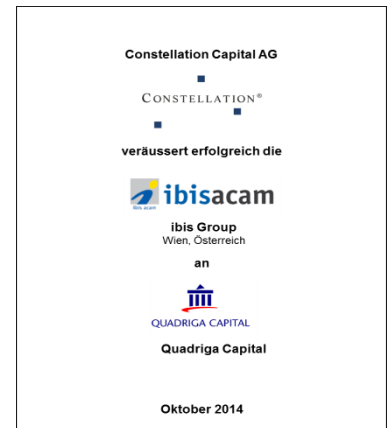 Constellation Capital AG
CONSTELLATION®
veräussert erfolgreich die
ibisacam
ibis acam
ibis Group
Wien, Österreich
an
QUADRIGA CAPITAL
Quadriga Capital
Oktober 2014